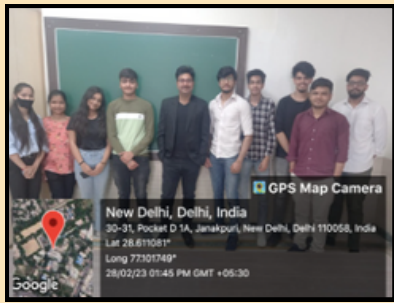 GPS Map Camera
New Delhi, Delhi, India
30-31, Pocket D 1A, Janakpuri, New Delhi, Delhi 110058, India
Lat 28.611081°
Long 77.101749°
28/02/23 01:45 PM GMT +05:30
Google